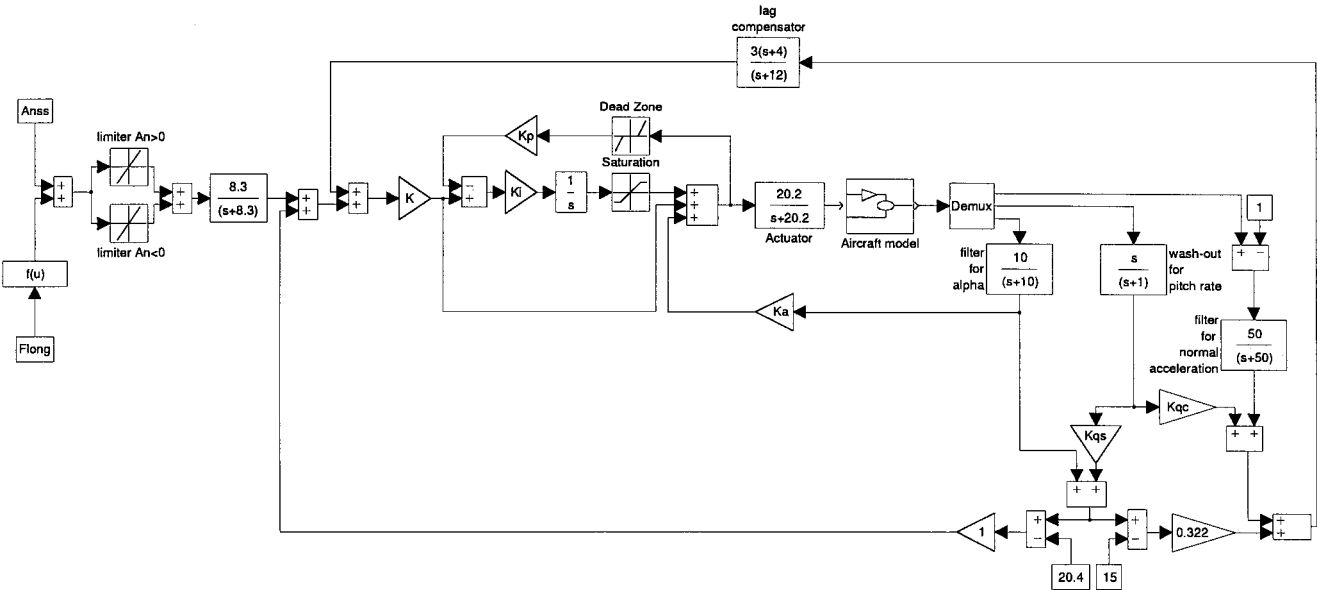 lag
compensator
3(s+4)
(s+12)
Anss
limiter An>0
limiter An<0
f(u)
Flong
+
+
+
+
8.3
(s+8.3)
+
+
+
+
K
Kp
Dead Zone
Saturation
−
+
Ki
1
s
+
+
+
20.2
s+20.2
Actuator
Aircraft model
Demux
1
filter
for
alpha
10
(s+10)
s
(s+1)
wash-out
for
pitch rate
+ −
Ka
filter
for
normal
acceleration
50
(s+50)
Kqc
Kqs
+ +
+ +
1
+
−
+
−
0.322
+
+
20.4
15